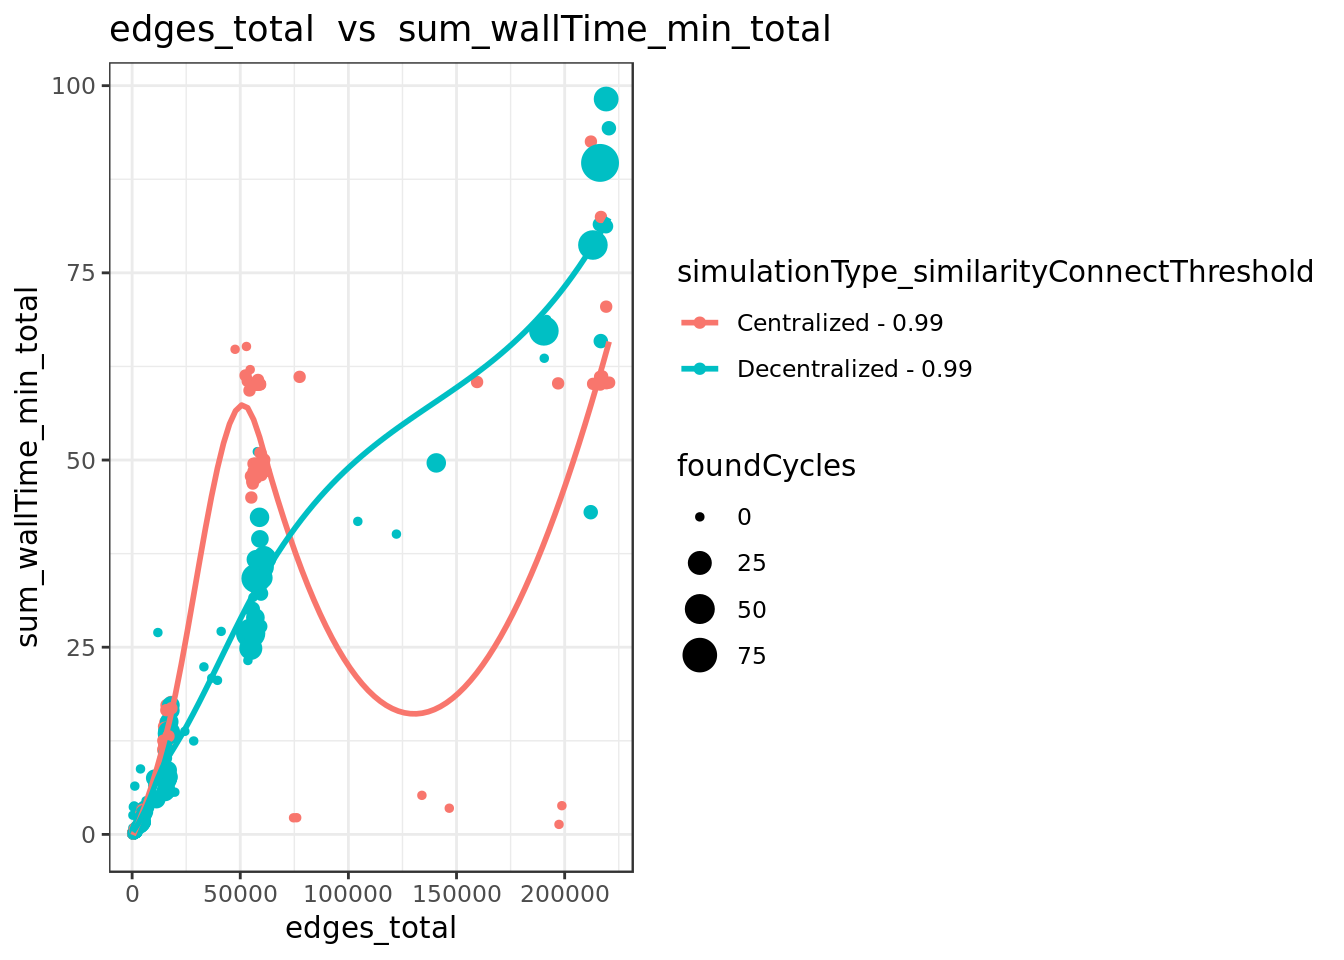 edges_total  vs  sum_wallTime_min_total
100
75
50
25
0
sum_wallTime_min_total
0
50000
100000
150000
200000
edges_total
simulationType_similarityConnectThreshold
Centralized - 0.99
Decentralized - 0.99
foundCycles
0
25
50
75